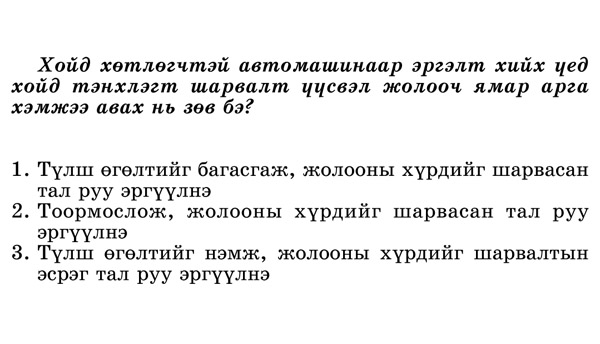 Хойд хөтлөгчтэй автомашинаар эргэлт хийх үед
хойд тэнхлэгт шарвалт үүсвэл жолооч ямар арга
хэмжээ авах нь зөв бэ?
1. Түлш өгөлтийг багасгаж, жолооны хүрдийг шарвасан
тал руу эргүүлнэ
2. Тоормослож, жолооны хүрдийг шарвасан тал руу
эргүүлнэ
3. Түлш өгөлтийг нэмж, жолооны хүрдийг шарвалтын
эсрэг тал руу эргүүлнэ